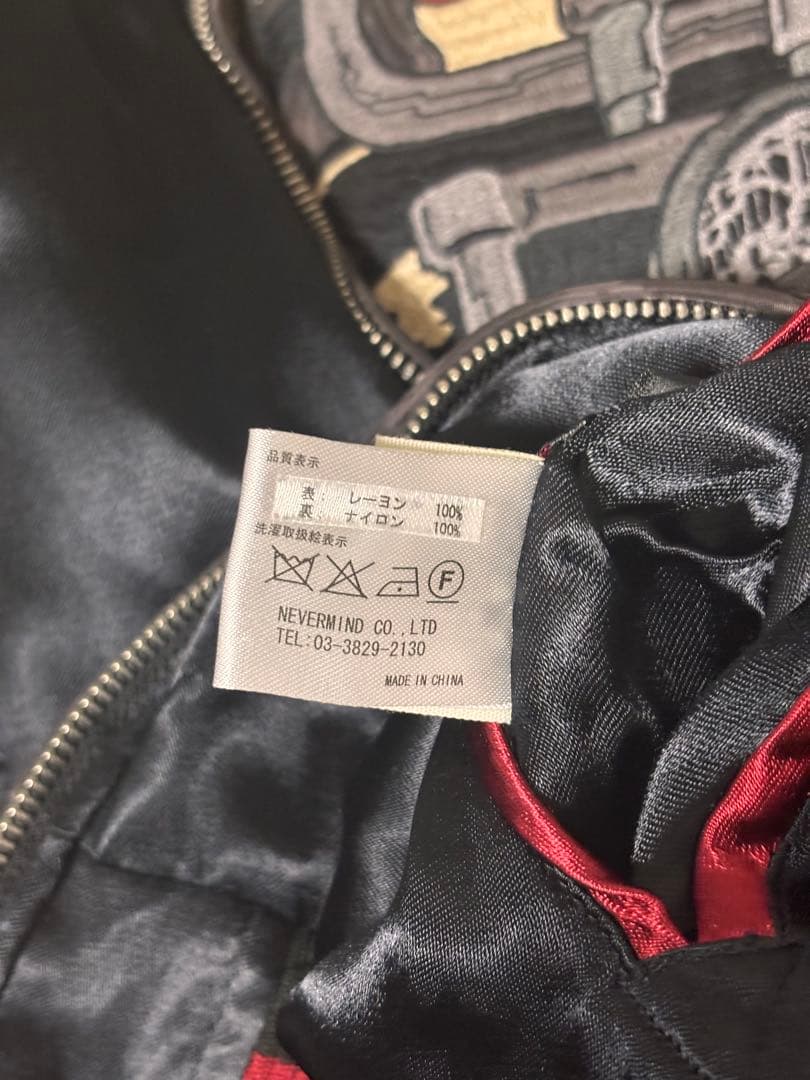 品質表示
表: レーヨン 100%
裏: ナイロン 100%
洗濯取扱絵表示
F
NEVERMIND CO.,LTD
TEL:03-3829-2130
MADE IN CHINA